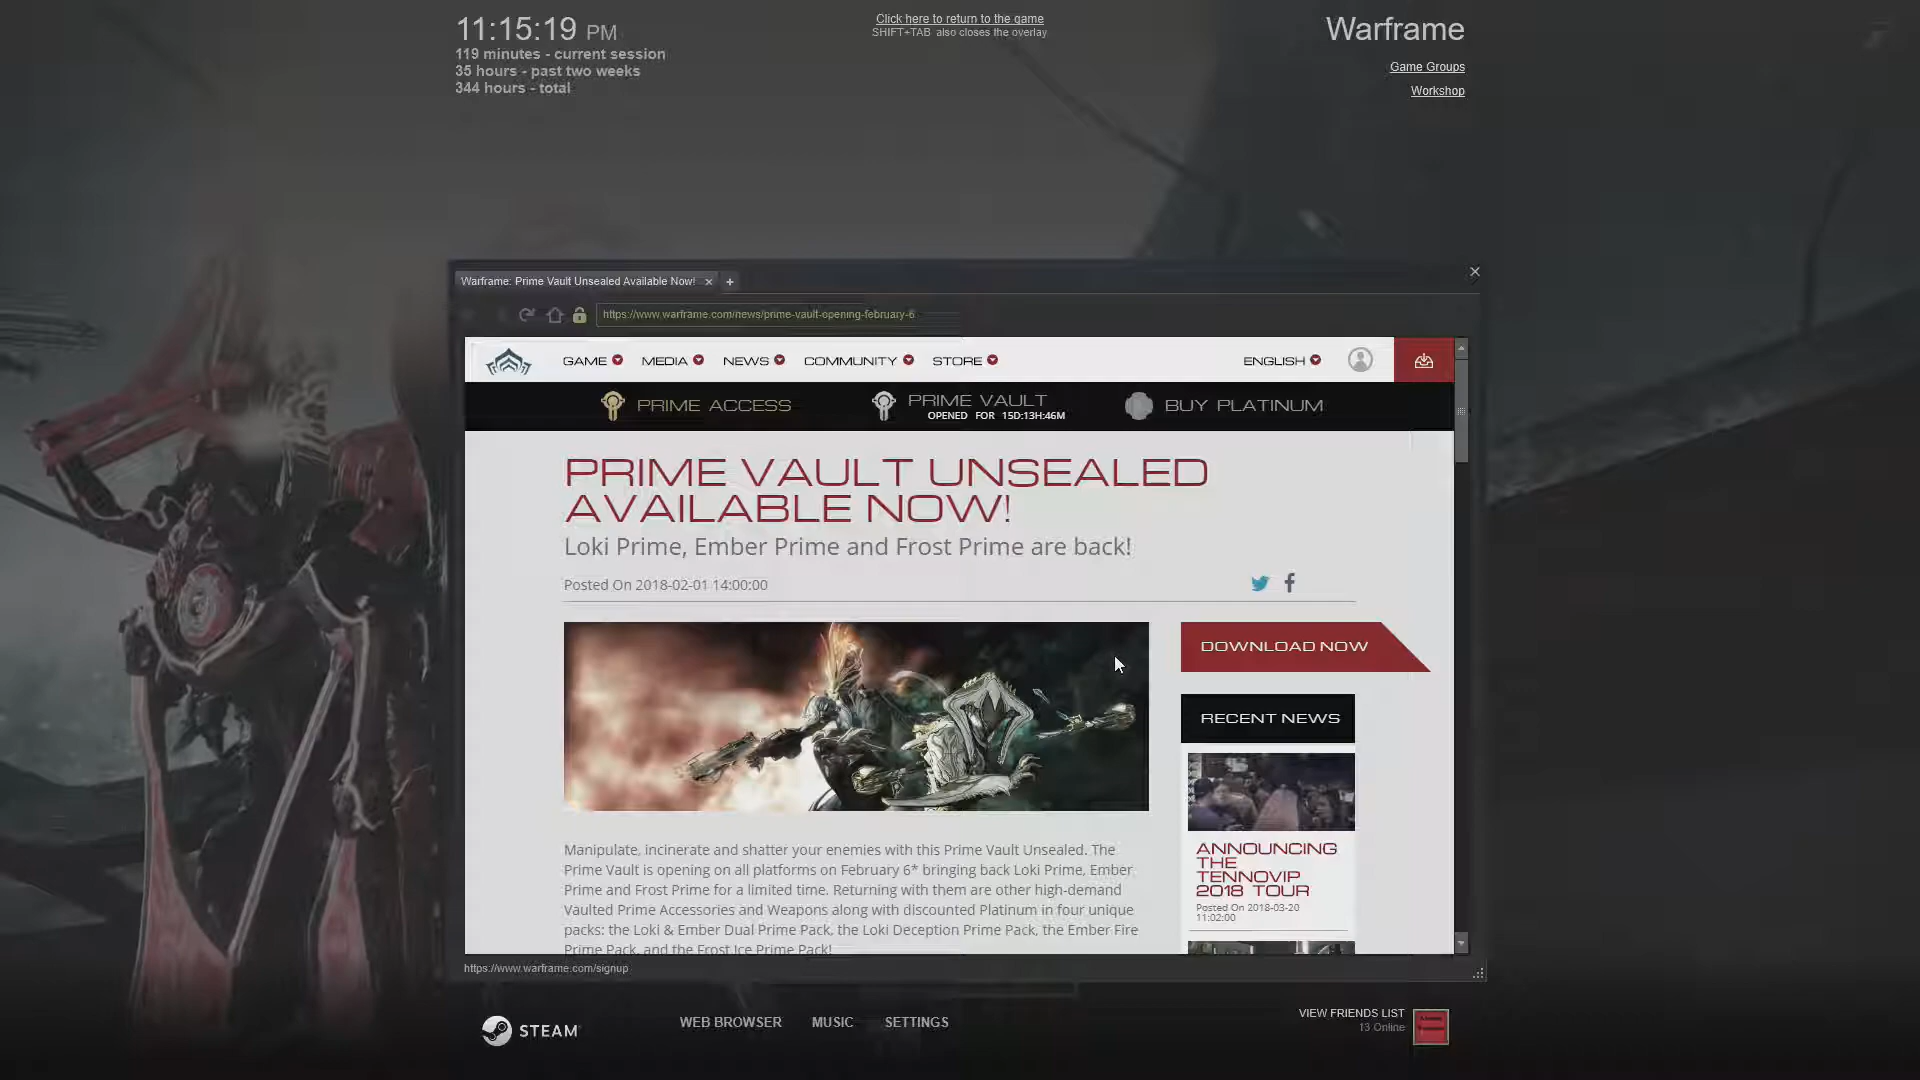 11:15:19 PM
119 minutes - current session
35 hours - past two weeks
344 hours - total
Click here to return to the game
SHIFT+TAB also closes the overlay
Warframe
Game Groups
Workshop
Warframe: Prime Vault Unsealed Available Now!
https://www.warframe.com/news/prime-vault-opening-february-6
GAME MEDIA NEWS COMMUNITY STORE ENGLISH
PRIME ACCESS
PRIME VAULT
OPENED FOR 15D:13H:46M
BUY PLATINUM
PRIME VAULT UNSEALED
AVAILABLE NOW!
Loki Prime, Ember Prime and Frost Prime are back!
Posted On 2018-02-01 14:00:00
DOWNLOAD NOW
RECENT NEWS
ANNOUNCING
THE
TENNOVIP
2018 TOUR
Posted On 2018-03-20
11:02:00
Manipulate, incinerate and shatter your enemies with this Prime Vault Unsealed. The
Prime Vault is opening on all platforms on February 6* bringing back Loki Prime, Ember
Prime and Frost Prime for a limited time. Returning with them are other high-demand
Vaulted Prime Accessories and Weapons along with discounted Platinum in four unique
packs: the Loki & Ember Dual Prime Pack, the Loki Deception Prime Pack, the Ember Fire
Prime Pack, and the Frost Ice Prime Pack!
https://www.warframe.com/signup
STEAM
WEB BROWSER MUSIC SETTINGS
VIEW FRIENDS LIST
13 Online